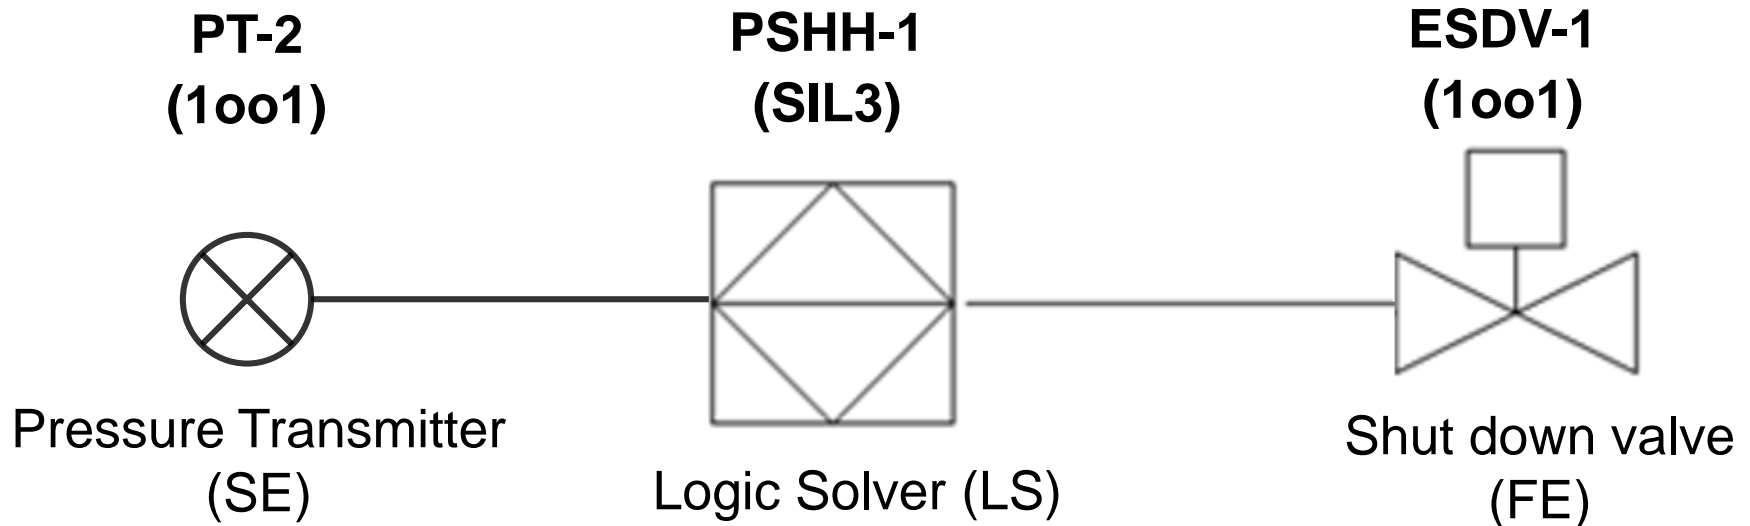 PT-2
(1oo1)
PSHH-1
(SIL3)
ESDV-1
(1oo1)
Pressure Transmitter
(SE)
Logic Solver (LS)
Shut down valve
(FE)